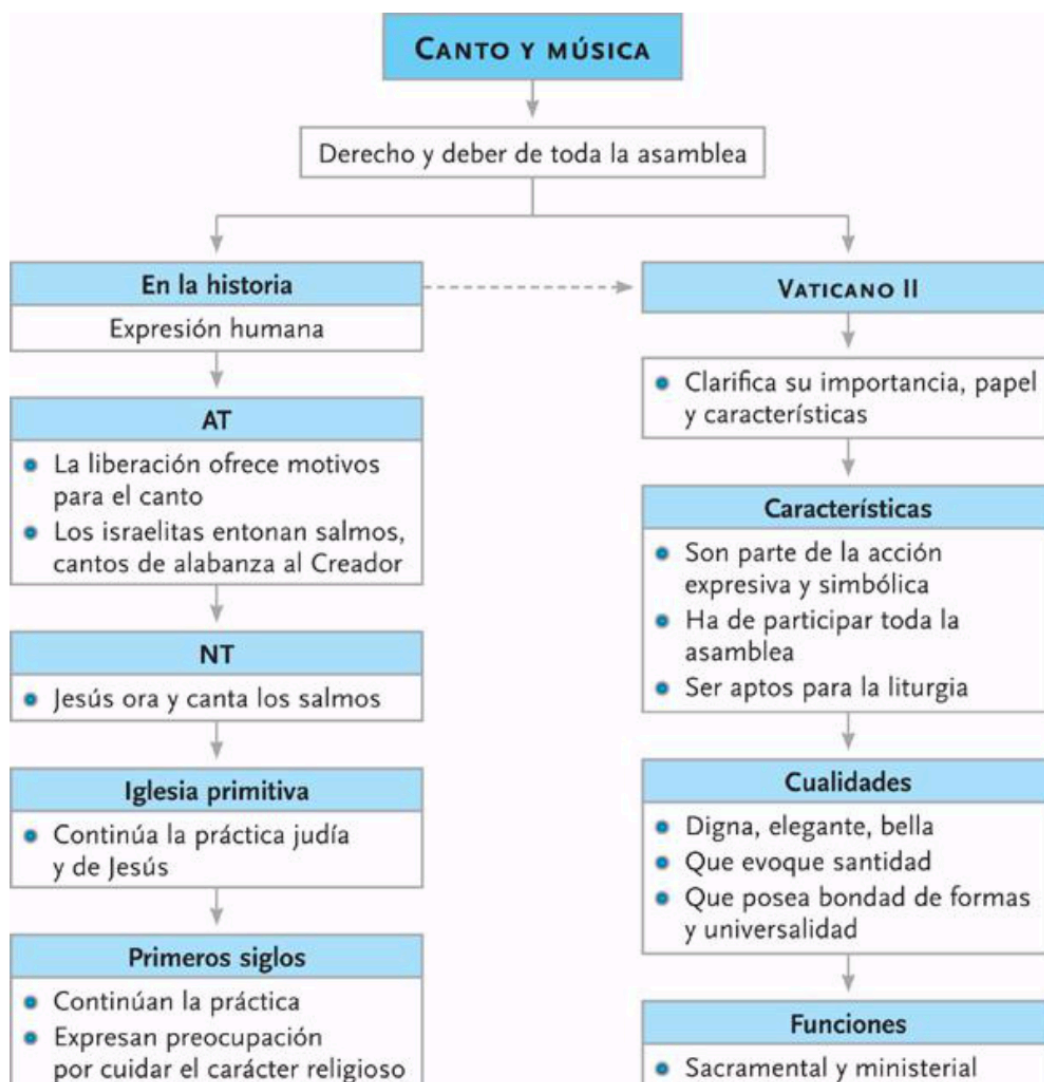 CANTO Y MÚSICA
Derecho y deber de toda la asamblea
En la historia
Expresión humana
AT
• La liberación ofrece motivos
para el canto
• Los israelitas entonan salmos,
cantos de alabanza al Creador
NT
• Jesús ora y canta los salmos
Iglesia primitiva
• Continúa la práctica judía
y de Jesús
Primeros siglos
• Continúan la práctica
• Expresan preocupación
por cuidar el carácter religioso
VATICANO II
• Clarifica su importancia, papel
y características
Características
• Son parte de la acción
expresiva y simbólica
• Ha de participar toda la
asamblea
• Ser aptos para la liturgia
Cualidades
• Digna, elegante, bella
• Que evoque santidad
• Que posea bondad de formas
y universalidad
Funciones
• Sacramental y ministerial